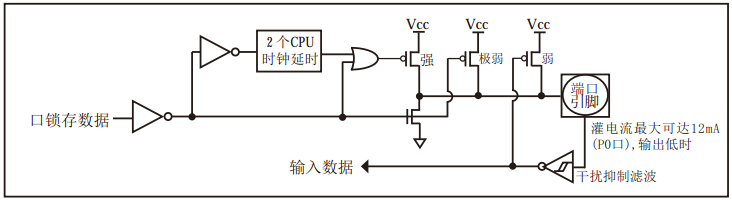 Vcc Vcc Vcc
2个CPU
时钟延时
强 极弱 弱
端口
引脚
口锁存数据
灌电流最大可达12mA
(P0口),输出低时
输入数据
干扰抑制滤波